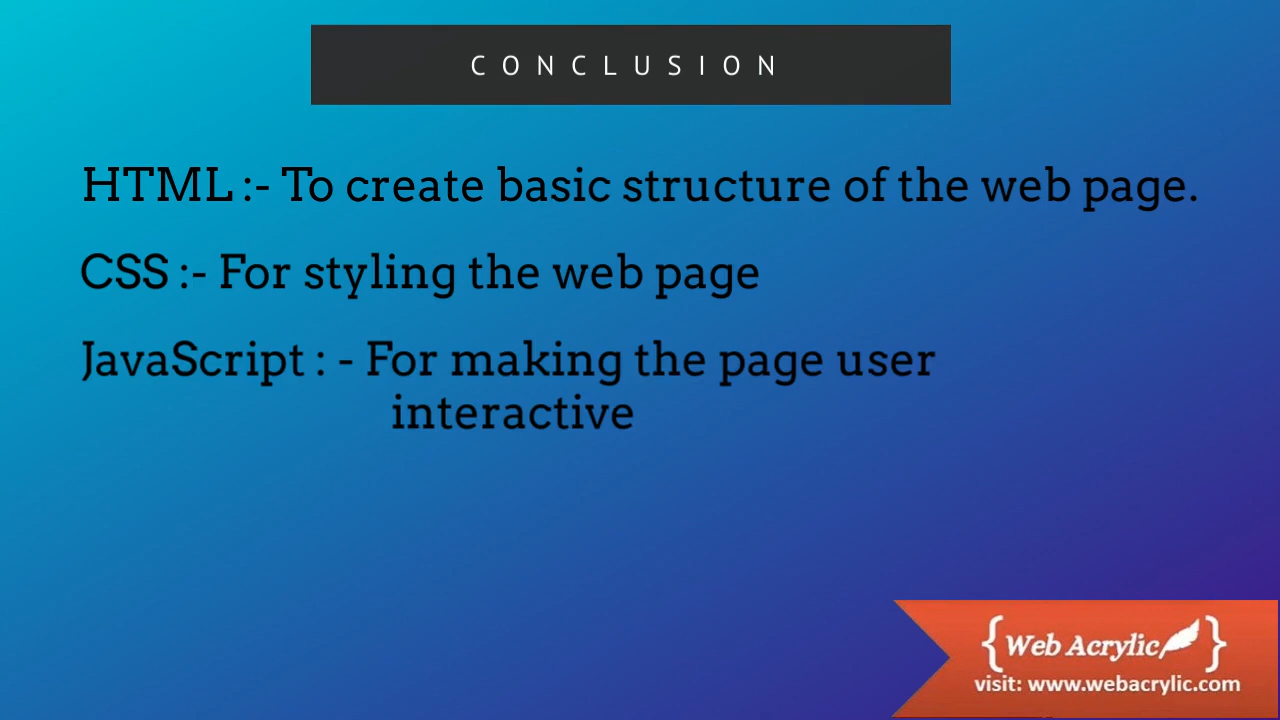 CONCLUSION
HTML :- To create basic structure of the web page.
CSS :- For styling the web page
JavaScript : - For making the page user
interactive
{Web Acrylic}
visit: www.webacrylic.com